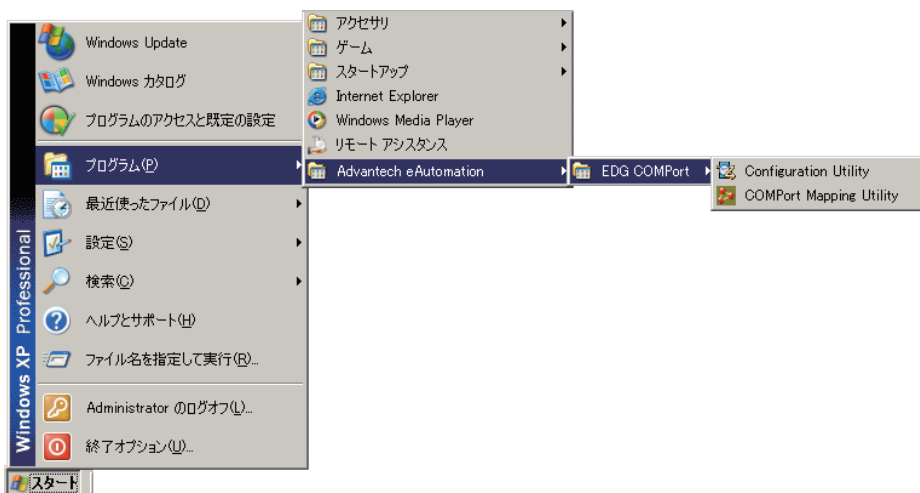 Windows Update
Windows カタログ
プログラムのアクセスと既定の設定
プログラム(P)
最近使ったファイル(D)
設定(S)
検索(C)
ヘルプとサポート(H)
ファイル名を指定して実行(R)...
Administrator のログオフ(L)...
終了オプション(U)...
Windows XP Professional
スタート
アクセサリ
ゲーム
スタートアップ
Internet Explorer
Windows Media Player
リモート アシスタンス
Advantech eAutomation
EDG COMPort
Configuration Utility
COMPort Mapping Utility